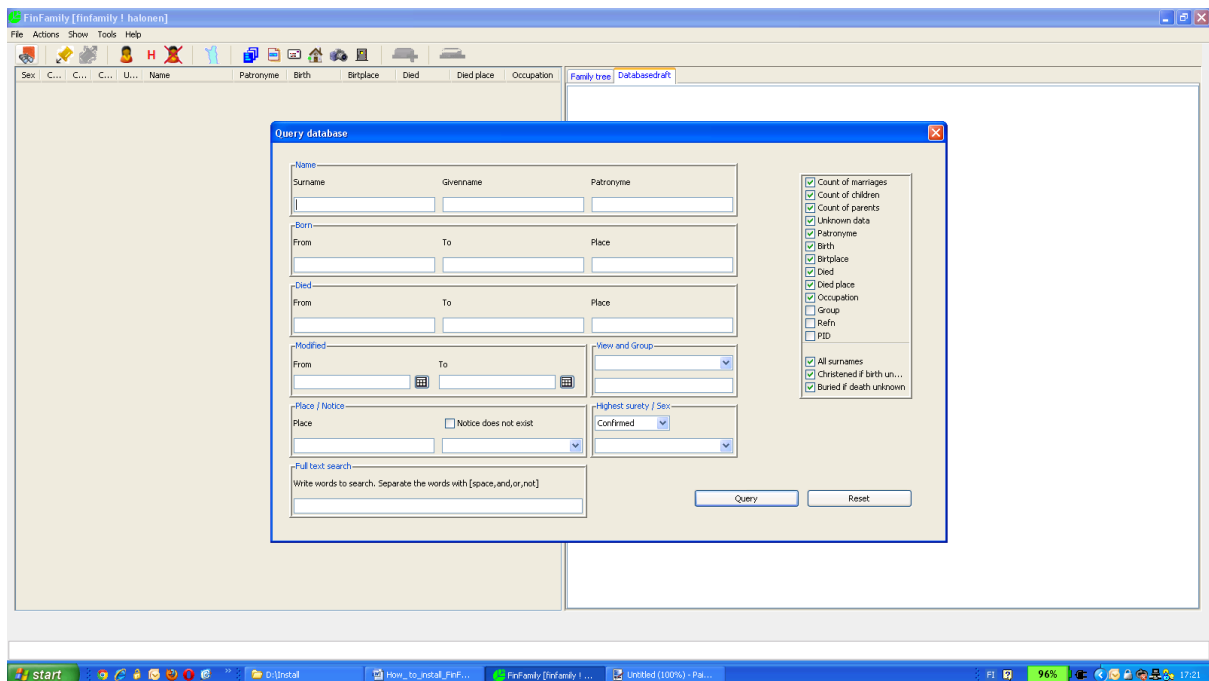 FinFamily [finfamily ! halonen]
File Actions Show Tools Help
H
Sex C... C... C... U... Name Patronyme Birth Birtplace Died Died place Occupation
Family tree Databasedraft
Query database
Name
Surname Givenname Patronyme
Born
From To Place
Died
From To Place
Modified
From To
View and Group
Place / Notice
Place Notice does not exist
Highest surety / Sex
Confirmed
Full text search
Write words to search. Separate the words with [space,and,or,not]
Count of marriages
Count of children
Count of parents
Unknown data
Patronyme
Birth
Birtplace
Died
Died place
Occupation
Group
Refn
PID
All surnames
Christened if birth un...
Buried if death unknown
Query Reset
start D:\Install How_to_install_FinF... FinFamily [finfamily ! ... Untitled (100%) - Pai... FI 96% 17:21